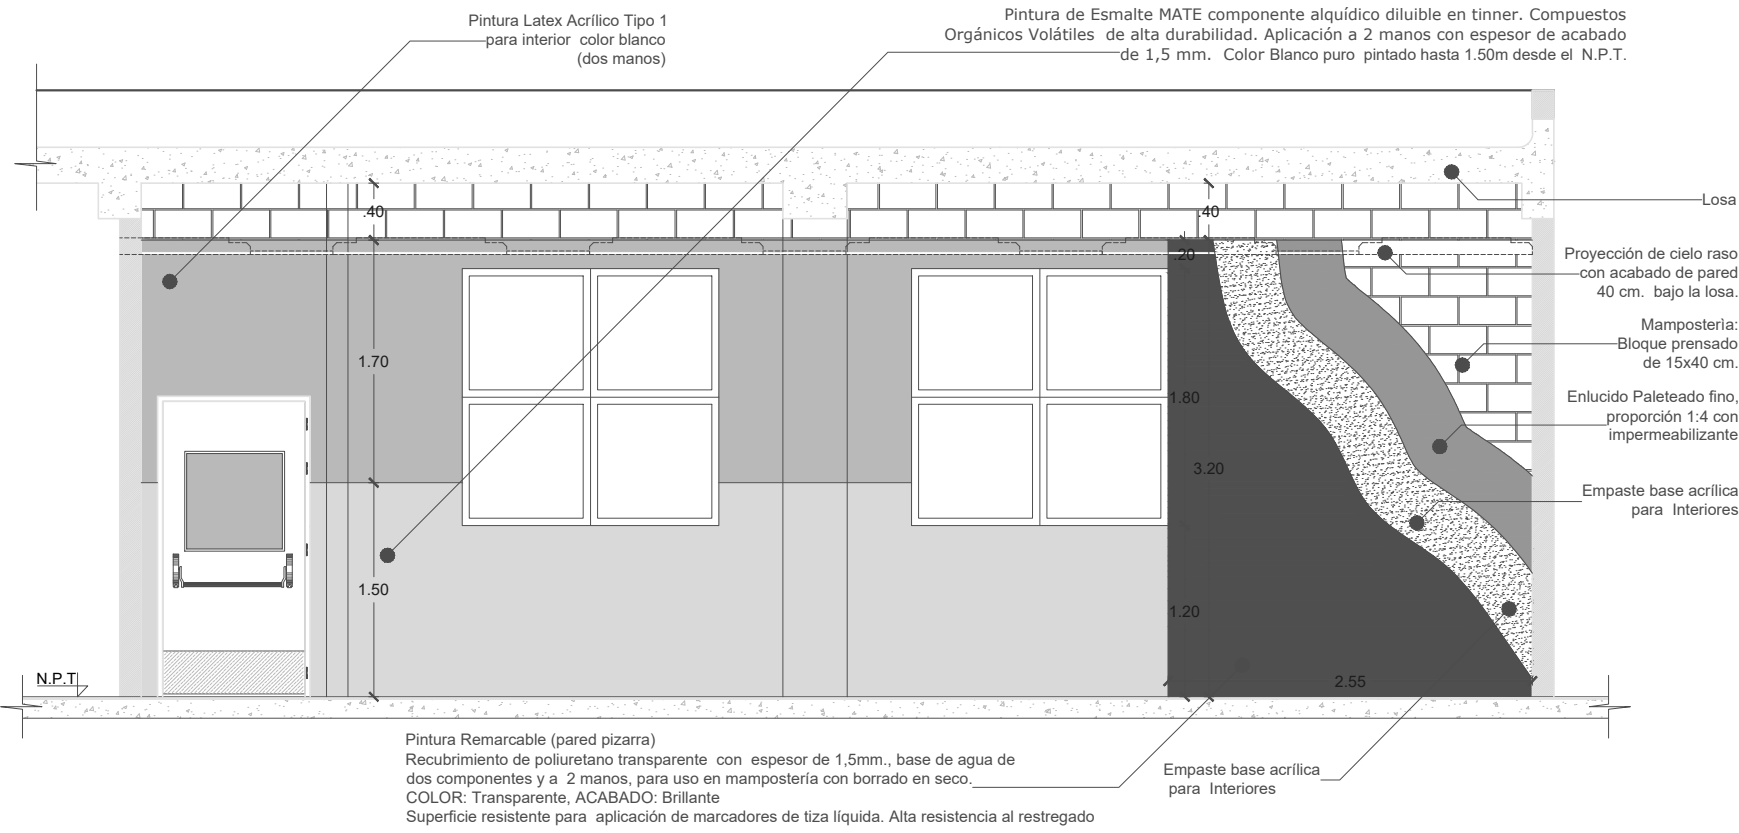 Pintura Latex Acrílico Tipo 1
para interior color blanco
(dos manos)
Pintura de Esmalte MATE componente alquídico diluible en tinner. Compuestos
Orgánicos Volátiles de alta durabilidad. Aplicación a 2 manos con espesor de acabado
de 1,5 mm. Color Blanco puro pintado hasta 1.50m desde el N.P.T.
.40
.40
Losa
.20
Proyección de cielo raso
con acabado de pared
40 cm. bajo la losa.
Mampostería:
Bloque prensado
de 15x40 cm.
1.70
1.80
Enlucido Paleteado fino,
proporción 1:4 con
impermeabilizante
3.20
Empaste base acrílica
para Interiores
1.50
1.20
N.P.T
2.55
Pintura Remarcable (pared pizarra)
Recubrimiento de poliuretano transparente con espesor de 1,5mm., base de agua de
dos componentes y a 2 manos, para uso en mampostería con borrado en seco.
COLOR: Transparente, ACABADO: Brillante
Superficie resistente para aplicación de marcadores de tiza líquida. Alta resistencia al restregado
Empaste base acrílica
para Interiores